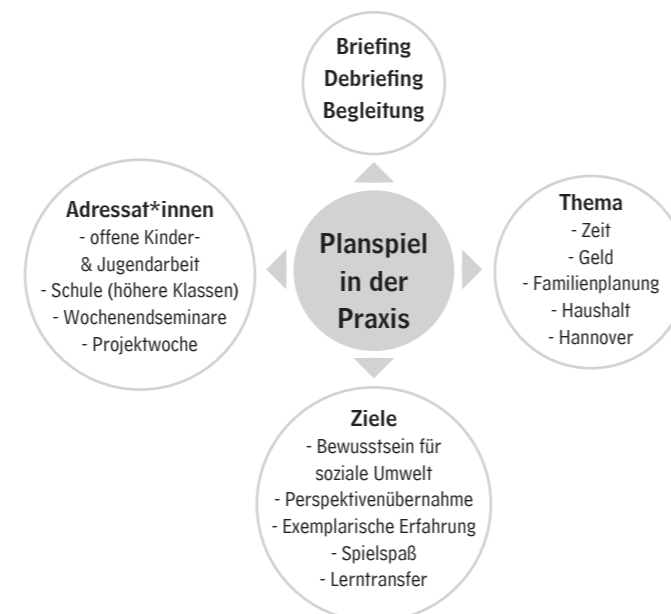 Briefing
Debriefing
Begleitung
Adressat*innen
- offene Kinder-
& Jugendarbeit
- Schule (höhere Klassen)
- Wochenendseminare
- Projektwoche
Planspiel
in der
Praxis
Thema
- Zeit
- Geld
- Familienplanung
- Haushalt
- Hannover
Ziele
- Bewusstsein für
soziale Umwelt
- Perspektivenübernahme
- Exemplarische Erfahrung
- Spielspaß
- Lerntransfer